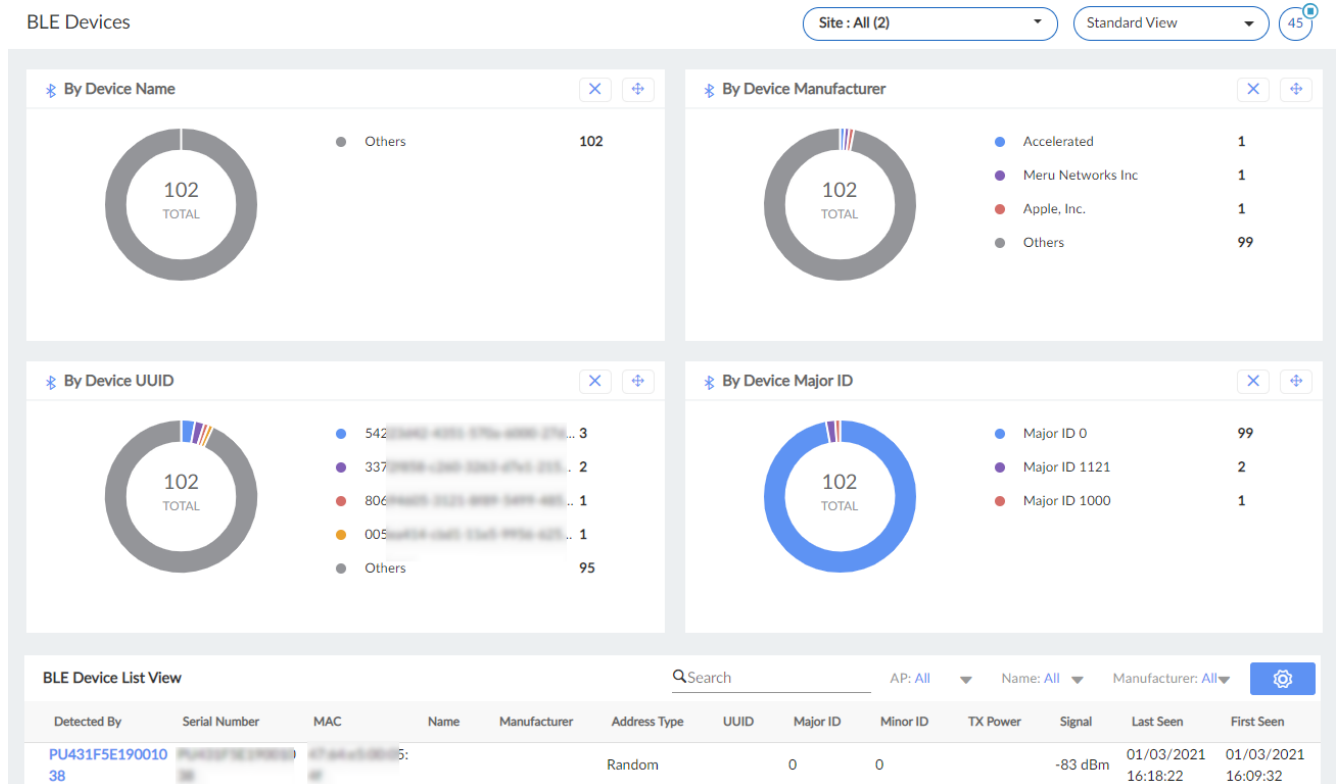 BLE Devices
Site : All (2)
Standard View
45
By Device Name
102
TOTAL
Others 102
By Device Manufacturer
102
TOTAL
Accelerated 1
Meru Networks Inc 1
Apple, Inc. 1
Others 99
By Device UUID
102
TOTAL
542 ... 3
337 ... 2
806 ... 1
005 ... 1
Others 95
By Device Major ID
102
TOTAL
Major ID 0 99
Major ID 1121 2
Major ID 1000 1
BLE Device List View
Search
AP: All
Name: All
Manufacturer: All
Detected By Serial Number MAC Name Manufacturer Address Type UUID Major ID Minor ID TX Power Signal Last Seen First Seen
PU431F5E190010 5: 01/03/2021 01/03/2021
38 Random 0 0 -83 dBm 16:18:22 16:09:32